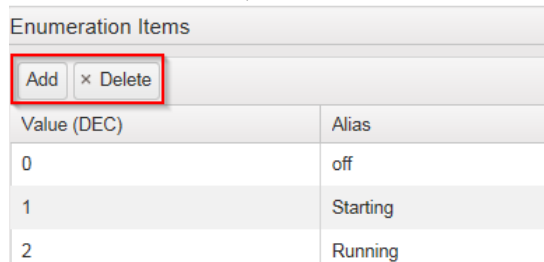 Enumeration Items
Add × Delete
Value (DEC) Alias
0 off
1 Starting
2 Running